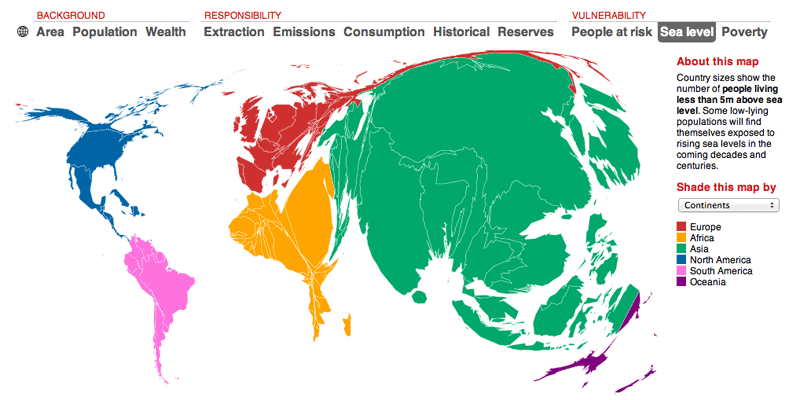 BACKGROUND
RESPONSIBILITY
VULNERABILITY
Area Population Wealth
Extraction Emissions Consumption Historical Reserves
People at risk Sea level Poverty
About this map
Country sizes show the
number of people living
less than 5m above sea
level. Some low-lying
populations will find
themselves exposed to
rising sea levels in the
coming decades and
centuries.
Shade this map by
Continents
Europe
Africa
Asia
North America
South America
Oceania